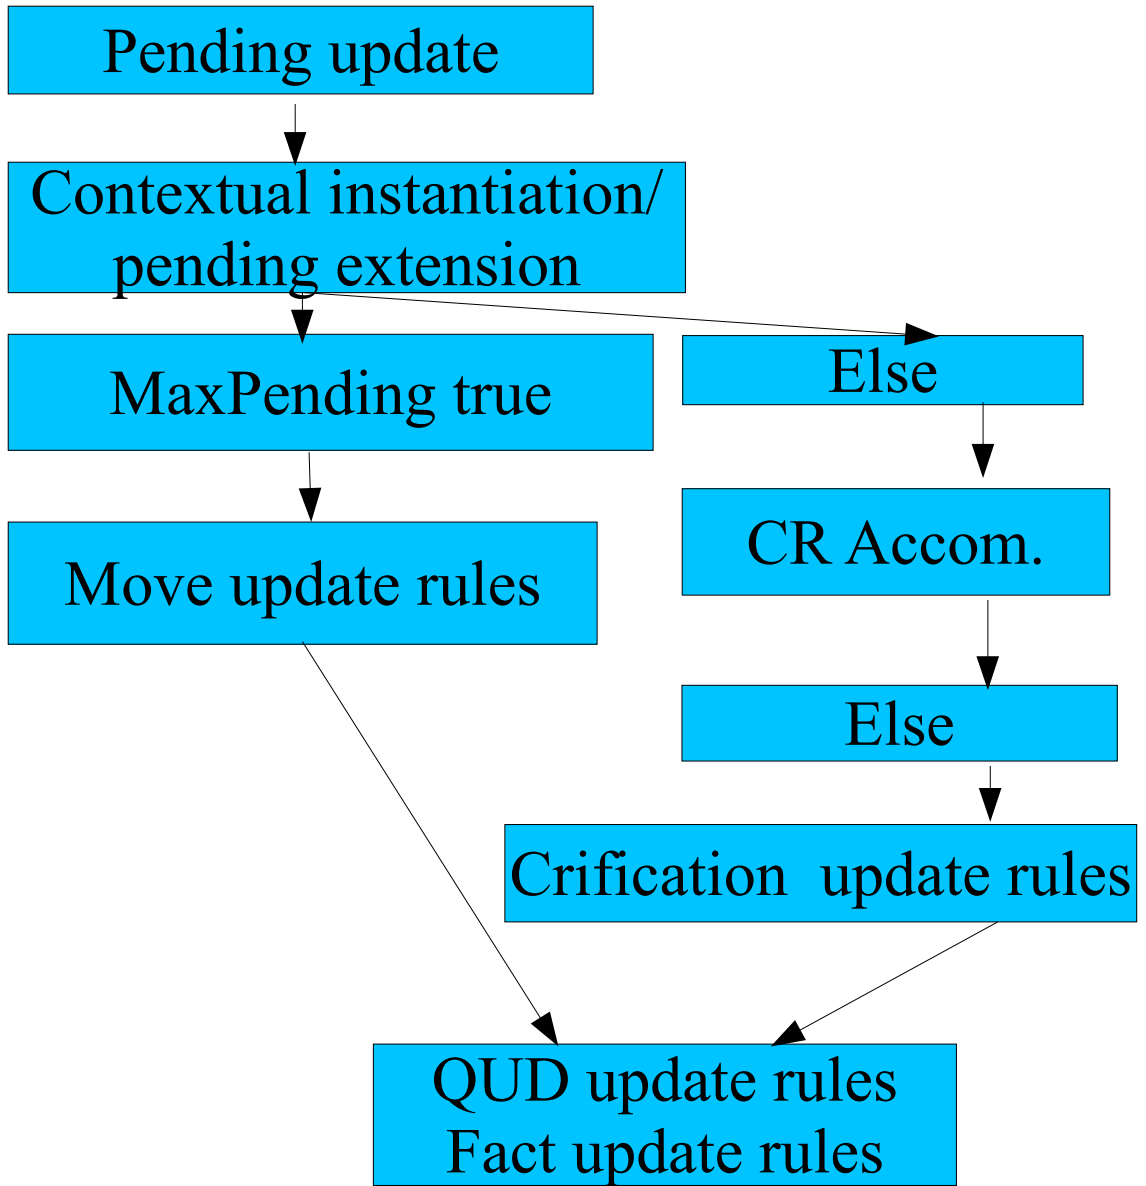 Pending update
Contextual instantiation/
pending extension
MaxPending true
Else
Move update rules
CR Accom.
Else
Crification  update rules
QUD update rules
Fact update rules